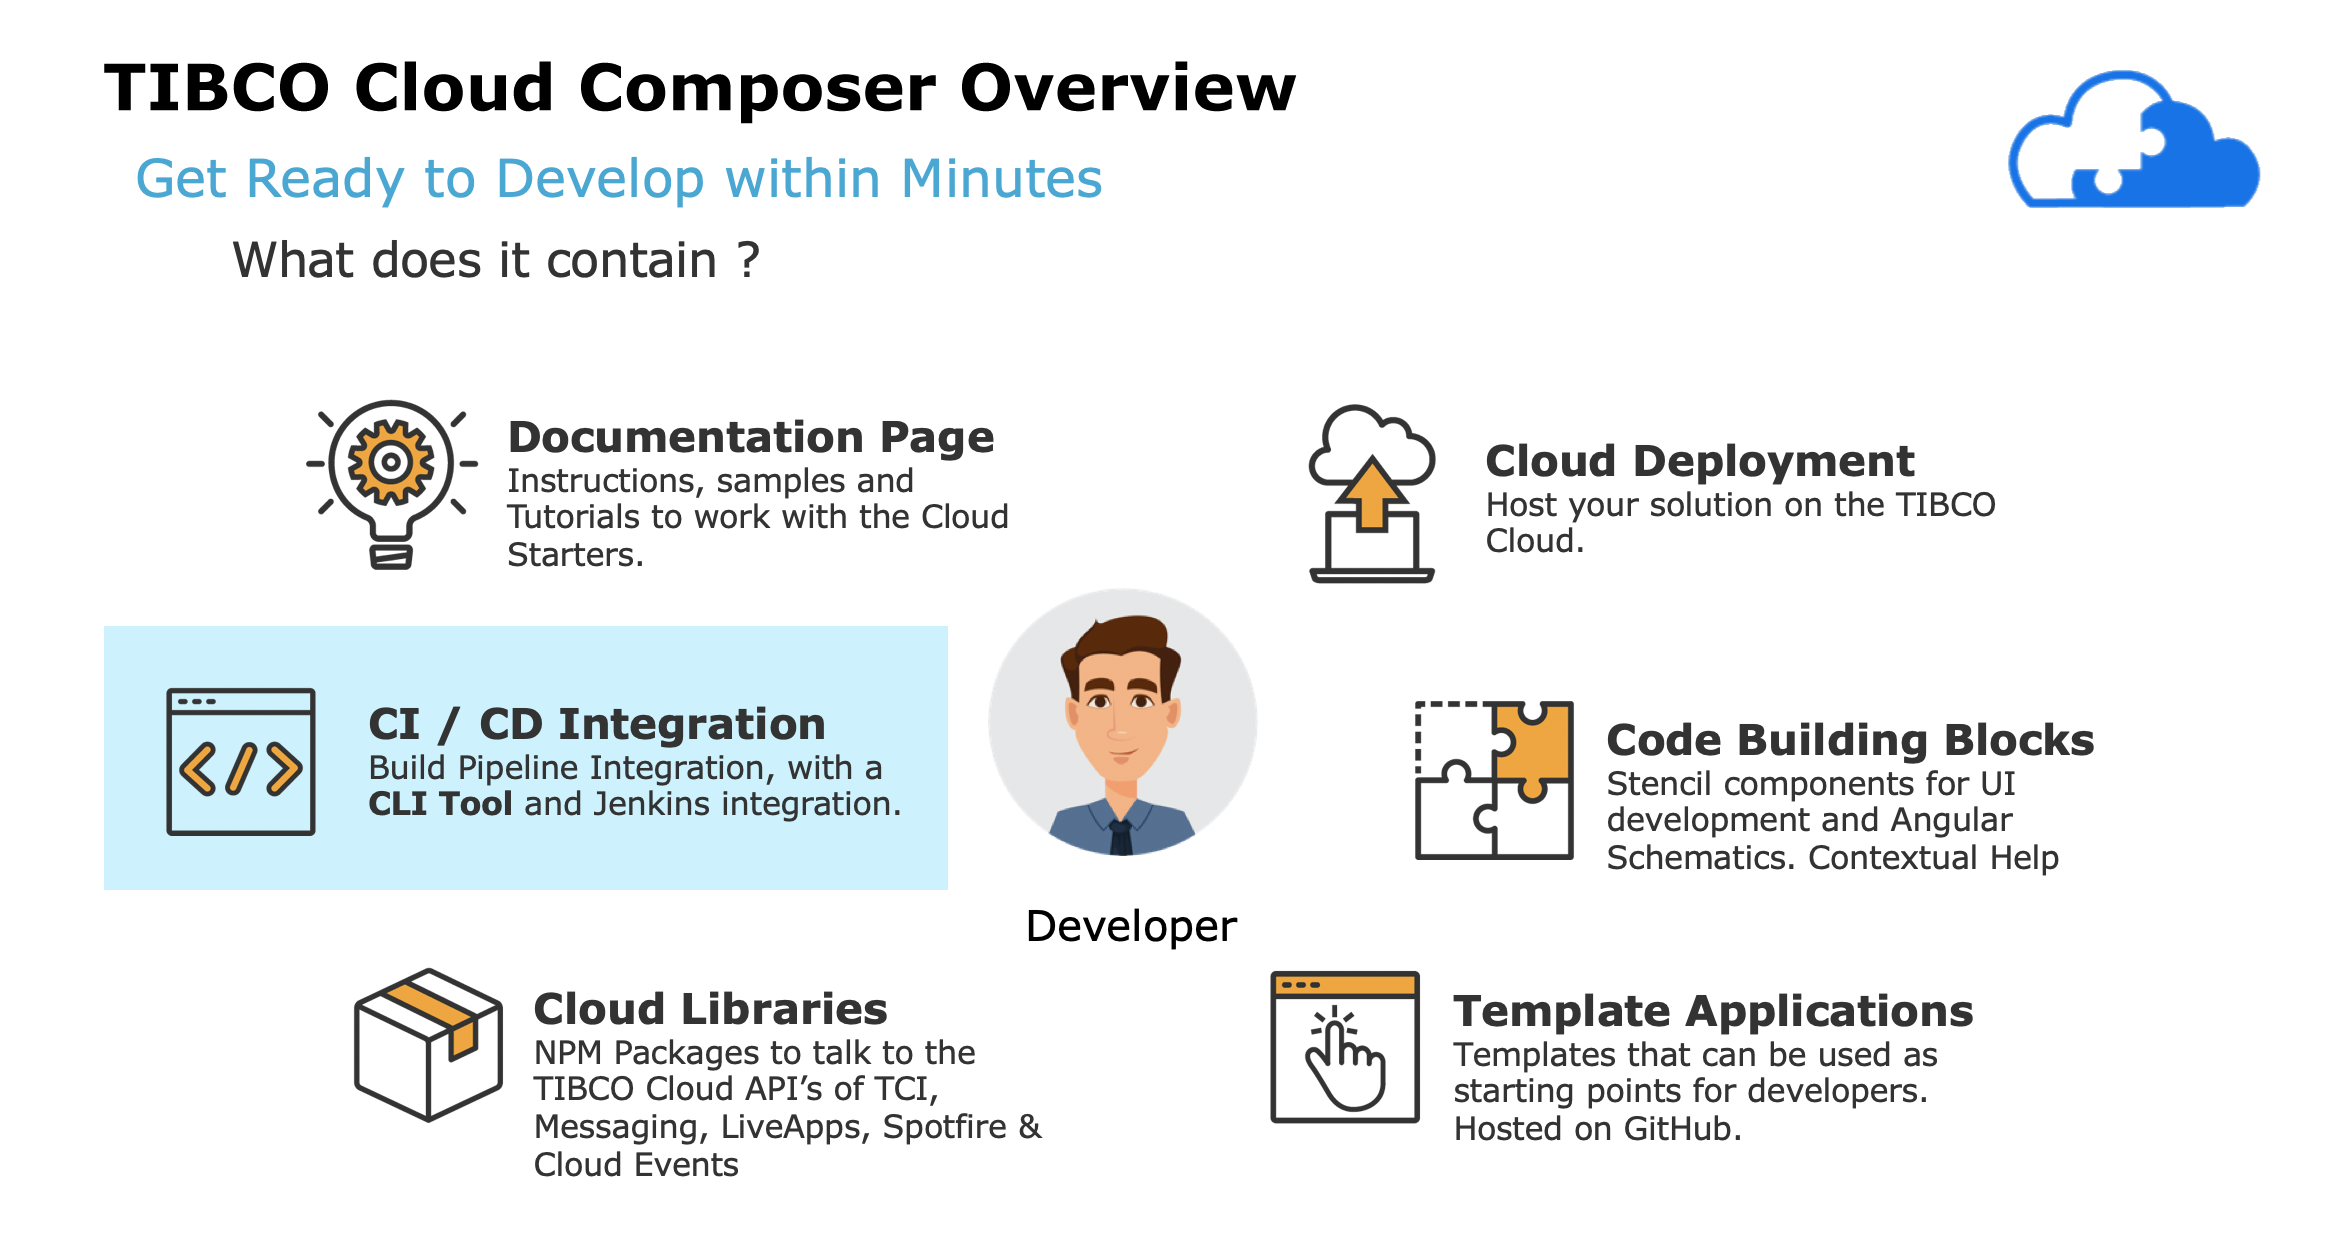 TIBCO Cloud Composer Overview
Get Ready to Develop within Minutes
What does it contain ?
Documentation Page
Instructions, samples and
Tutorials to work with the Cloud
Starters.
Cloud Deployment
Host your solution on the TIBCO
Cloud.
CI / CD Integration
Build Pipeline Integration, with a
CLI Tool and Jenkins integration.
Developer
Code Building Blocks
Stencil components for UI
development and Angular
Schematics. Contextual Help
Cloud Libraries
NPM Packages to talk to the
TIBCO Cloud API’s of TCI,
Messaging, LiveApps, Spotfire &
Cloud Events
Template Applications
Templates that can be used as
starting points for developers.
Hosted on GitHub.